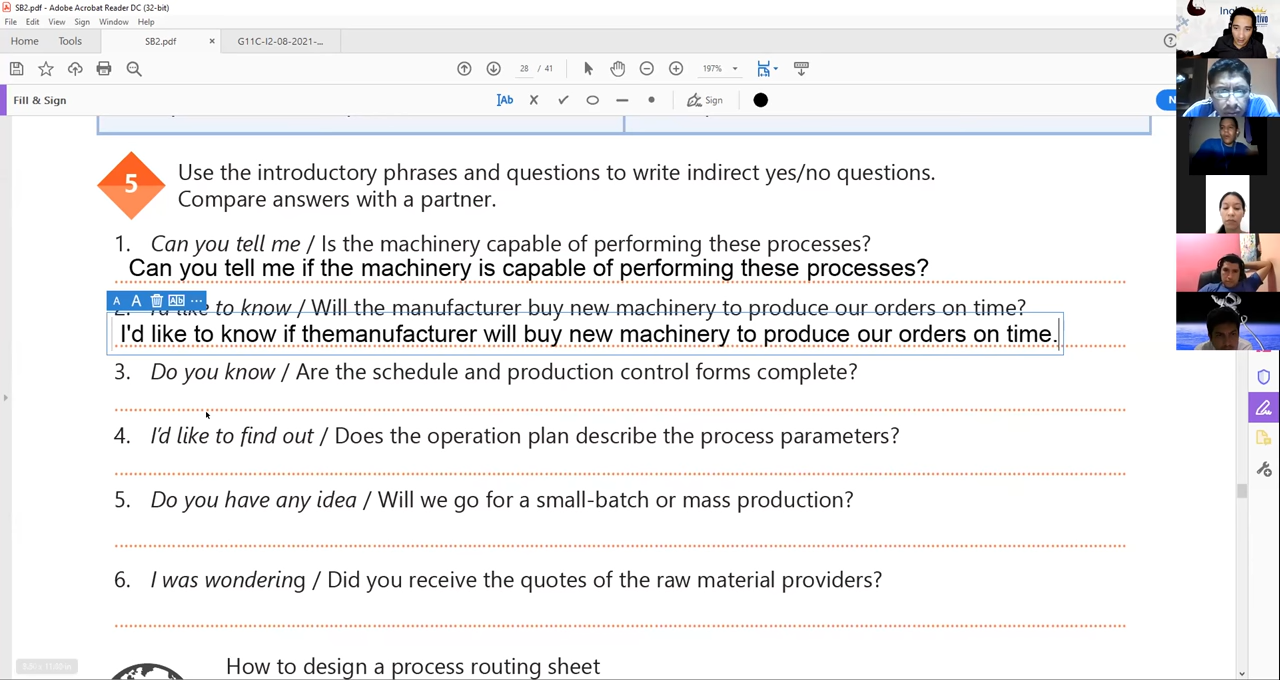 SB2.pdf - Adobe Acrobat Reader DC (32-bit)
File Edit View Sign Window Help
Home Tools SB2.pdf × G11C-I2-08-2021-...
28 / 41 197%
Fill & Sign Ab Sign N
5 Use the introductory phrases and questions to write indirect yes/no questions.
Compare answers with a partner.
1. Can you tell me / Is the machinery capable of performing these processes?
Can you tell me if the machinery is capable of performing these processes?
2. I'd like to know / Will the manufacturer buy new machinery to produce our orders on time?
I'd like to know if themanufacturer will buy new machinery to produce our orders on time.
3. Do you know / Are the schedule and production control forms complete?
4. I'd like to find out / Does the operation plan describe the process parameters?
5. Do you have any idea / Will we go for a small-batch or mass production?
6. I was wondering / Did you receive the quotes of the raw material providers?
How to design a process routing sheet